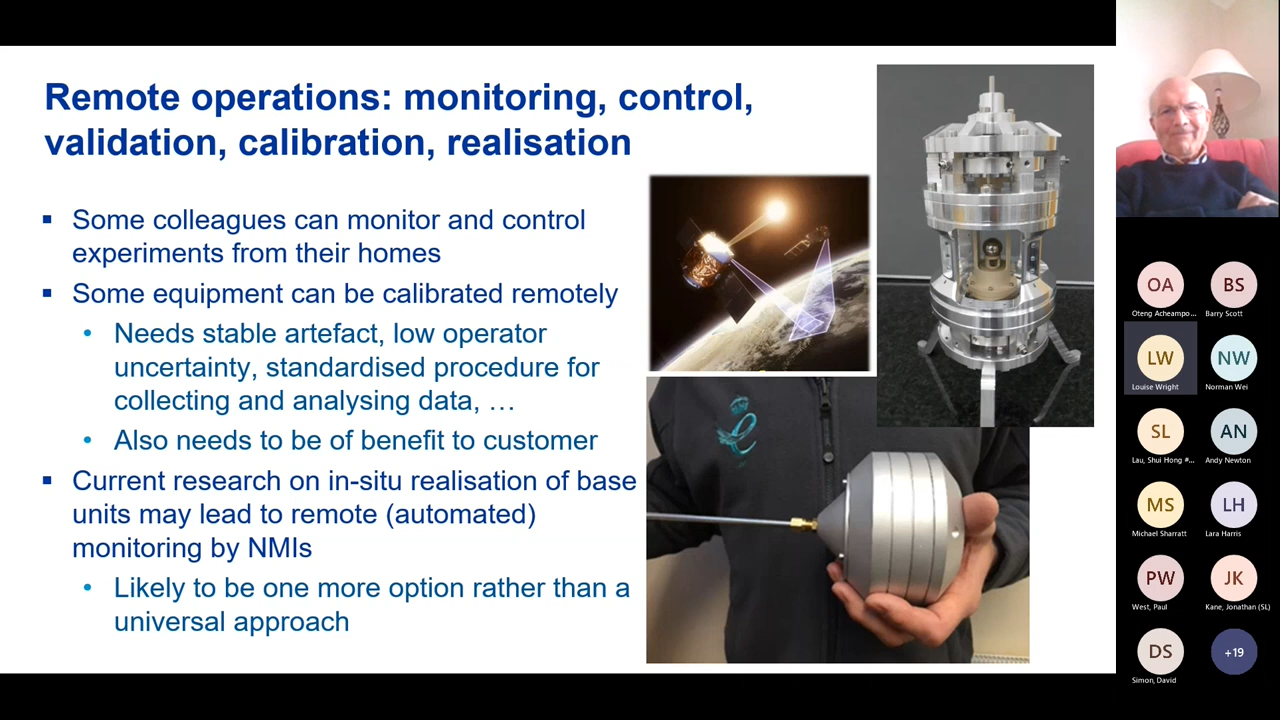 Remote operations: monitoring, control,
validation, calibration, realisation
▪ Some colleagues can monitor and control
experiments from their homes
▪ Some equipment can be calibrated remotely
• Needs stable artefact, low operator
uncertainty, standardised procedure for
collecting and analysing data, …
• Also needs to be of benefit to customer
▪ Current research on in-situ realisation of base
units may lead to remote (automated)
monitoring by NMIs
• Likely to be one more option rather than a
universal approach
OA BS
Oteng Acheampo... Barry Scott
LW NW
Louise Wright Norman Wei
SL AN
Lau, Shui Hong #... Andy Newton
MS LH
Michael Sharratt Lara Harris
PW JK
West, Paul Kane, Jonathan (SL)
DS +19
Simon, David